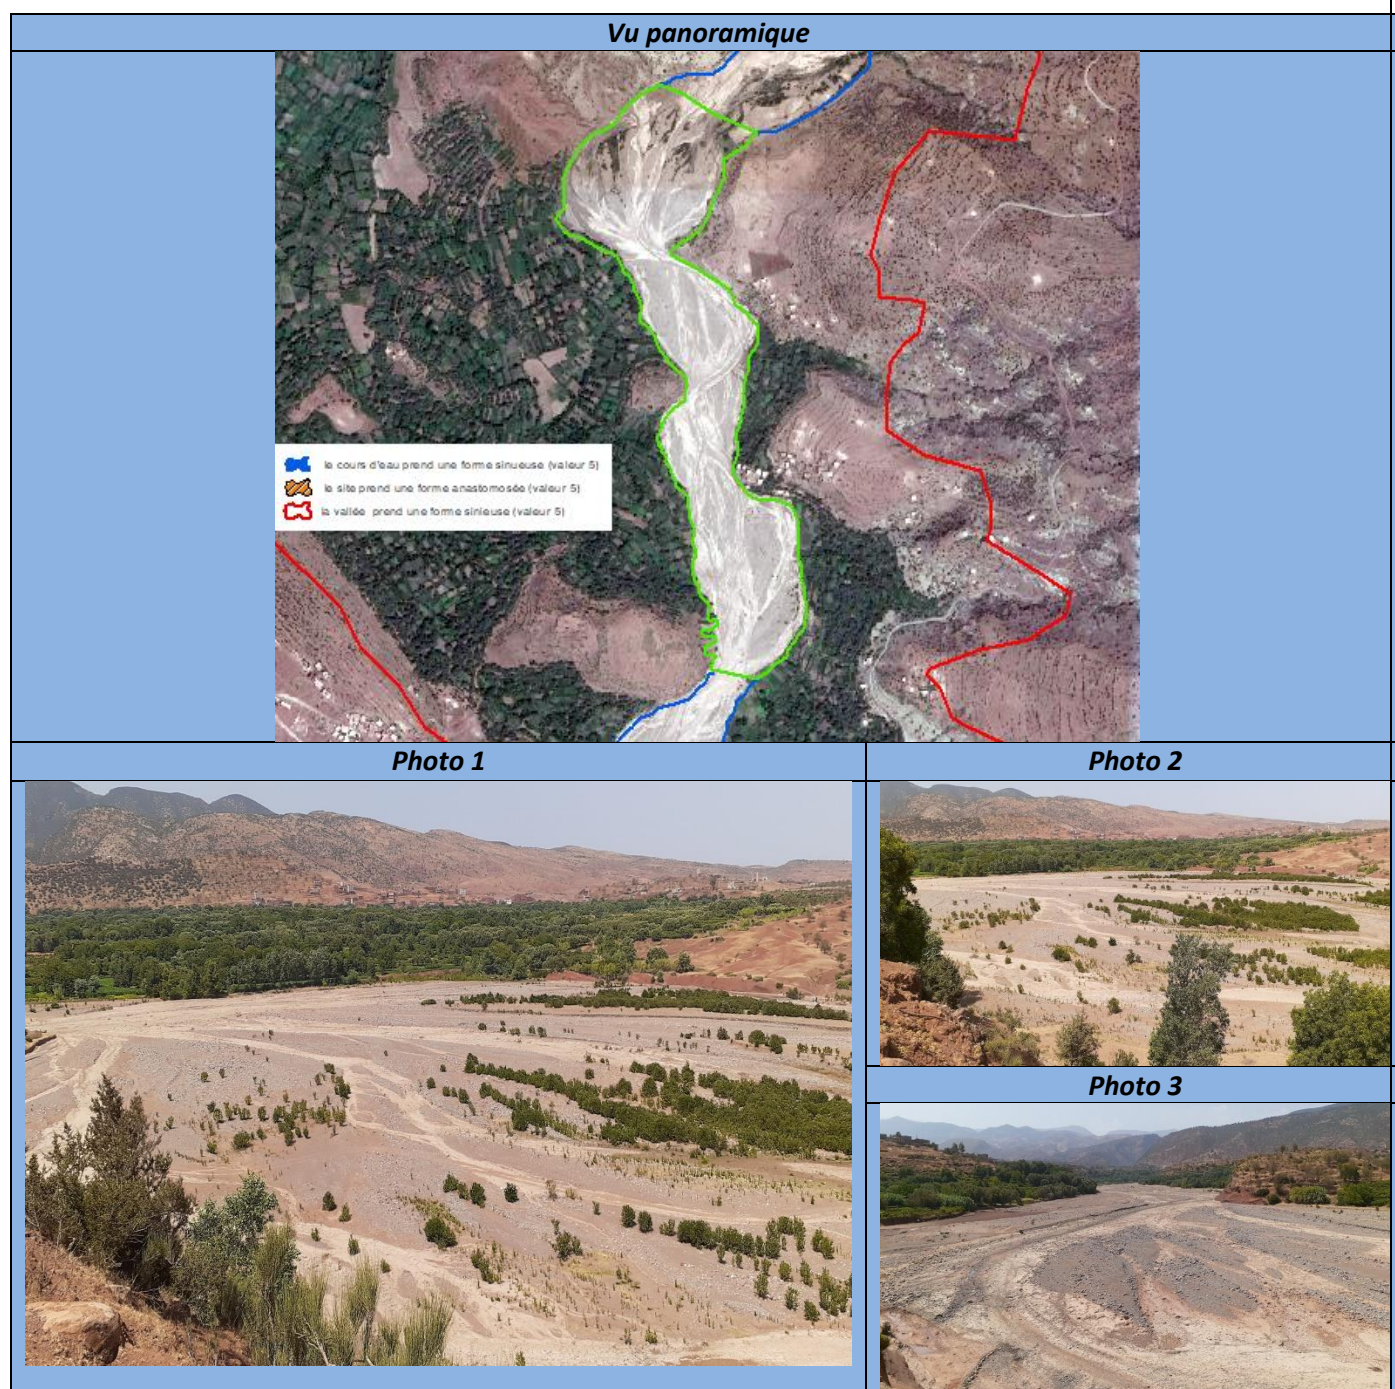 Vu panoramique
le cours d'eau prend une forme sinueuse (valeur 5)
le site prend une forme anastomosée (valeur 5)
la vallée prend une forme sinieuse (valeur 5)
Photo 1
Photo 2
Photo 3